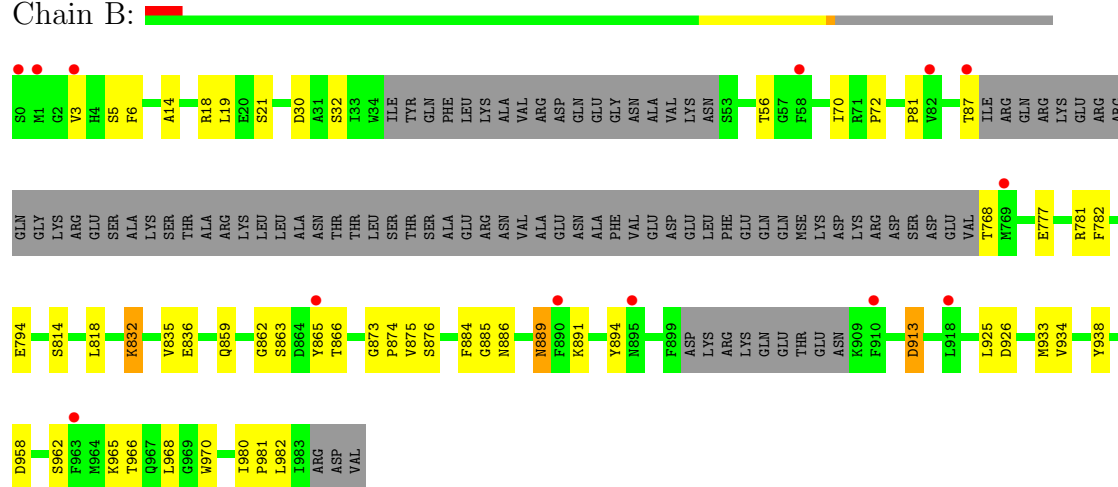 Chain B:
S0 M1 G2 V3 H4 S5 F6 A14 R18 L19 E20 S21 D30 A31 S32 I33 W34 ILE TYR GLN PHE LEU LYS ALA VAL ARG ASP GLN GLU GLY ASN ALA VAL LYS ASN S53 T56 G57 F58 I70 R71 P72 P81 V82 T87 ILE ARG GLN ARG LYS GLU ARG ARG
GLN GLY LYS ARG GLU SER ALA LYS SER THR ALA ARG LYS LEU LEU ALA ASN THR THR LEU SER THR SER ALA GLU ARG ASN VAL ALA GLU ASN ALA PHE VAL GLU ASP GLU LEU PHE GLU GLN GLN MSE LYS ASP LYS ARG ASP SER ASP GLU VAL T768 M769 E777 R781 F782
E794 S814 L818 K832 V835 E836 Q859 G862 S863 D864 Y865 T866 G873 P874 V875 S876 F884 G885 N886 N889 F890 K891 Y894 N895 F899 ASP LYS ARG LYS GLN GLU THR GLU ASN K909 F910 D913 L918 L925 D926 M933 V934 Y938
D958 S962 F963 M964 K965 T966 Q967 L968 G969 W970 I980 P981 L982 I983 ARG ASP VAL